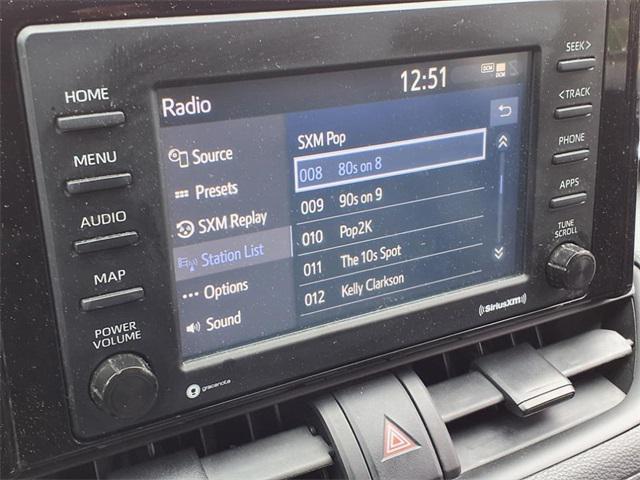 HOME
MENU
AUDIO
MAP
POWER
VOLUME
SEEK>
<TRACK
PHONE
APPS
TUNE
SCROLL
12:51
DCM
DCM
Radio
Source
Presets
SXM Replay
Station List
Options
Sound
SXM Pop
008 80s on 8
009 90s on 9
010 Pop2K
011 The 10s Spot
012 Kelly Clarkson
gracenote
SiriusXM